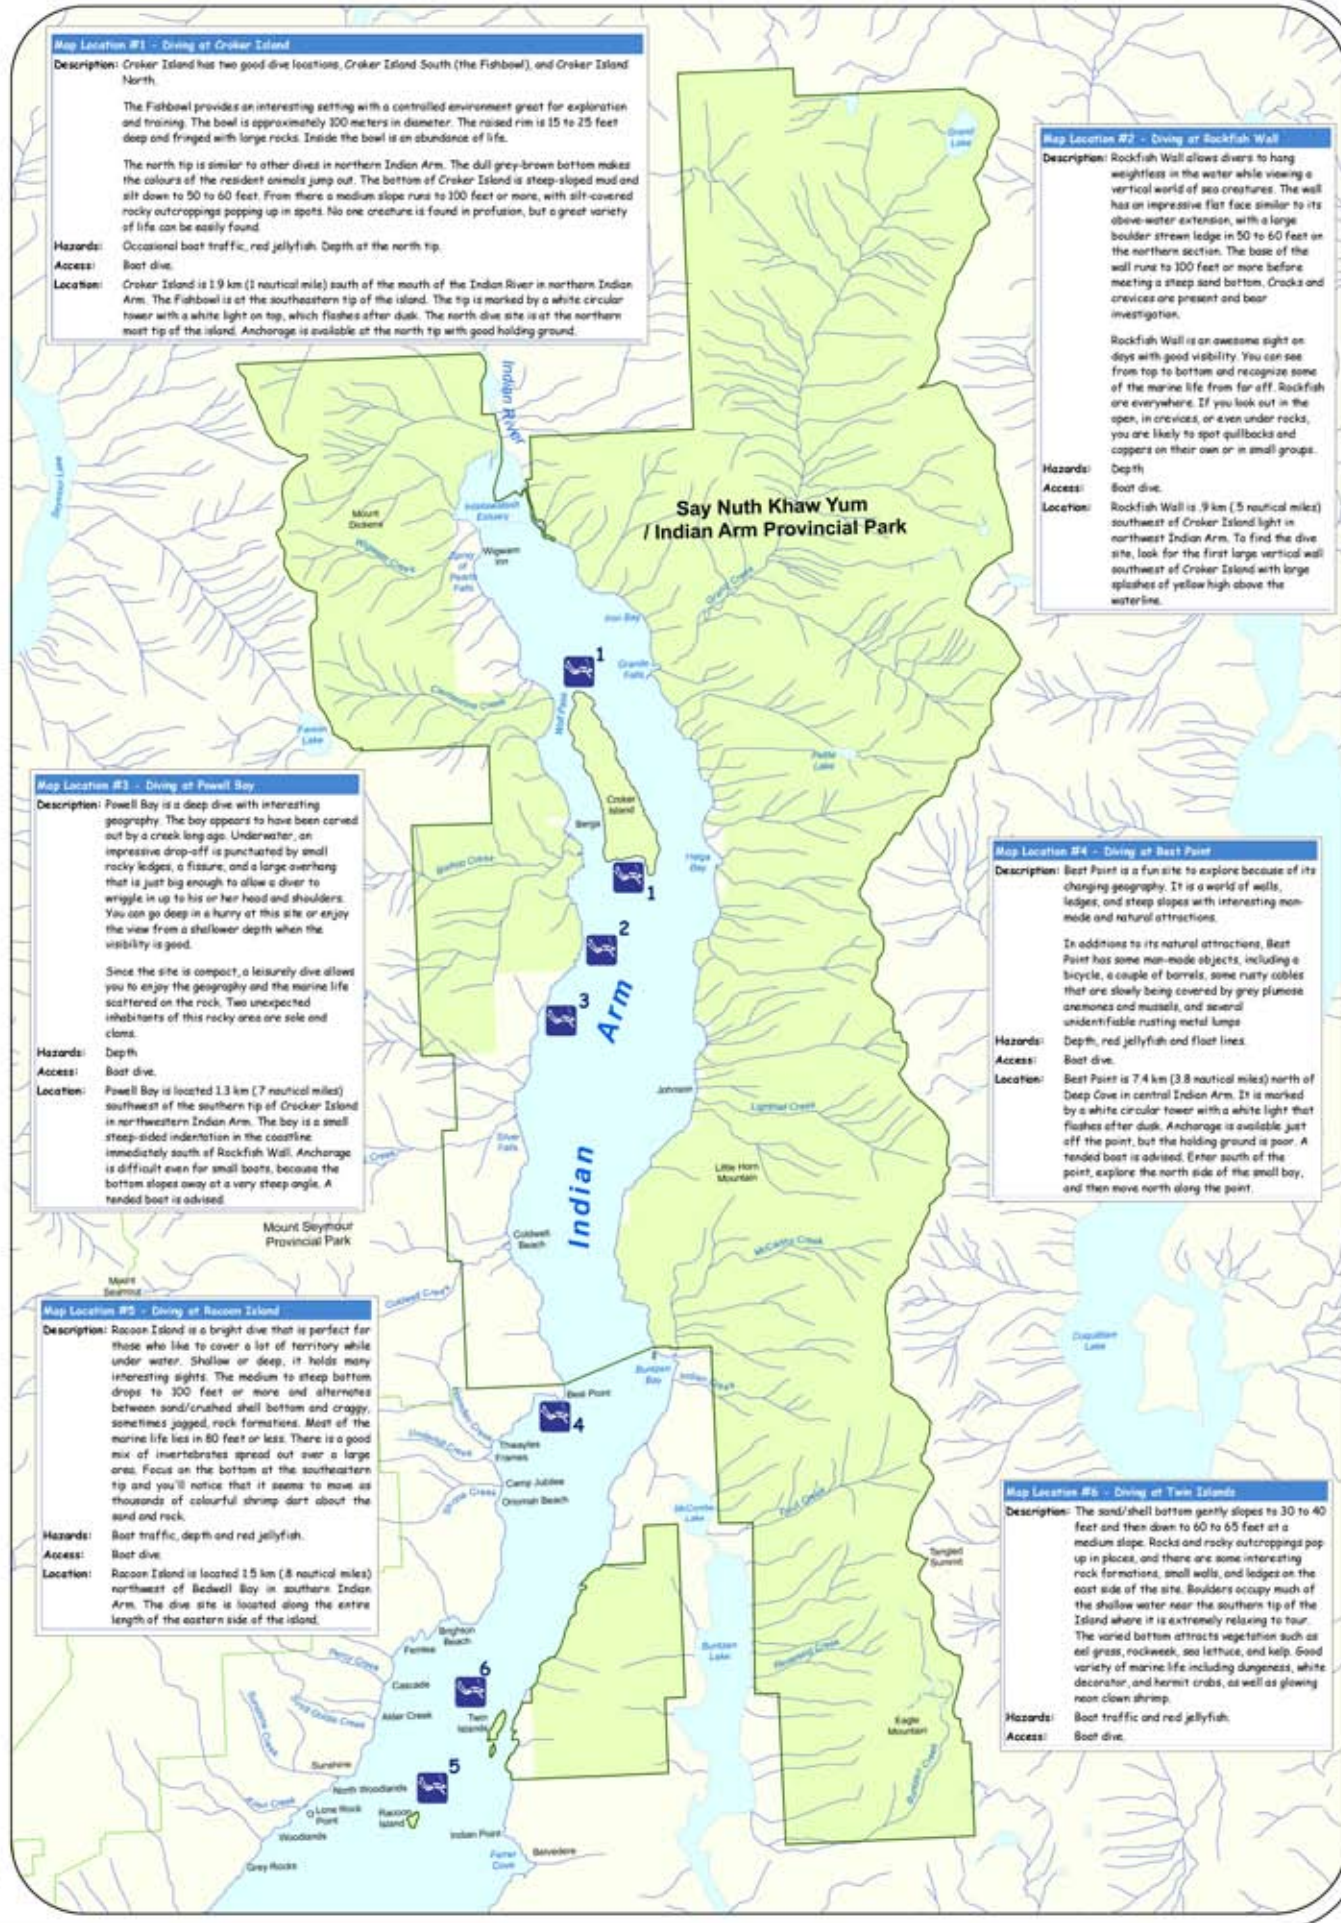 Map Location #1 - Diving at Croker Island
Description: Croker Island has two good dive locations, Croker Island South (the Fishbowl), and Croker Island
North.
The Fishbowl provides an interesting setting with a controlled environment great for exploration
and training. The bowl is approximately 100 meters in diameter. The raised rim is 15 to 25 feet
deep and fringed with large rocks. Inside the bowl is an abundance of life.
The north tip is similar to other dives in northern Indian Arm. The dull grey-brown bottom makes
the colours of the resident animals jump out. The bottom of Croker Island is steep-sloped mud and
silt down to 50 to 60 feet. From there a medium slope runs to 100 feet or more, with silt-covered
rocky outcroppings popping up in spots. No one creature is found in profusion, but a great variety
of life can be easily found.
Hazards: Occasional boat traffic, red jellyfish. Depth at the north tip.
Access: Boat dive.
Location: Croker Island is 1.9 km (1 nautical mile) south of the mouth of the Indian River in northern Indian
Arm. The Fishbowl is at the southeastern tip of the island. The tip is marked by a white circular
tower with a white light on top, which flashes after dusk. The north dive site is at the northern
most tip of the island. Anchorage is available at the north tip with good holding ground.
Map Location #2 - Diving at Rockfish Wall
Description: Rockfish Wall allows divers to hang
weightless in the water while viewing a
vertical world of sea creatures. The wall
has an impressive flat face similar to its
above-water extension, with a large
boulder strewn ledge in 50 to 60 feet on
the northern section. The base of the
wall runs to 100 feet or more before
meeting a steep sand bottom. Cracks and
crevices are present and bear
investigation.
Rockfish Wall is an awesome sight on
days with good visibility. You can see
from top to bottom and recognize some
of the marine life from far off. Rockfish
are everywhere. If you look out in the
open, in crevices, or even under rocks,
you are likely to spot quillbacks and
coppers on their own or in small groups.
Hazards: Depth
Access: Boat dive.
Location: Rockfish Wall is .9 km (.5 nautical miles)
southwest of Croker Island light in
northwest Indian Arm. To find the dive
site, look for the first large vertical wall
southwest of Croker Island with large
splashes of yellow high above the
waterline.
Map Location #3 - Diving at Powell Bay
Description: Powell Bay is a deep dive with interesting
geography. The bay appears to have been carved
out by a creek long ago. Underwater, an
impressive drop-off is punctuated by small
rocky ledges, a fissure, and a large overhang
that is just big enough to allow a diver to
wriggle in up to his or her head and shoulders.
You can go deep in a hurry at this site or enjoy
the view from a shallower depth when the
visibility is good.
Since the site is compact, a leisurely dive allows
you to enjoy the geography and the marine life
scattered on the rock. Two unexpected
inhabitants of this rocky area are sole and
clams.
Hazards: Depth
Access: Boat dive.
Location: Powell Bay is located 1.3 km (.7 nautical miles)
southwest of the southern tip of Crocker Island
in northwestern Indian Arm. The bay is a small
steep-sided indentation in the coastline
immediately south of Rockfish Wall. Anchorage
is difficult even for small boats, because the
bottom slopes away at a very steep angle. A
tended boat is advised.
Map Location #4 - Diving at Best Point
Description: Best Point is a fun site to explore because of its
changing geography. It is a world of walls,
ledges, and steep slopes with interesting man-
made and natural attractions.
In additions to its natural attractions, Best
Point has some man-made objects, including a
bicycle, a couple of barrels, some rusty cables
that are slowly being covered by grey plumose
anemones and mussels, and several
unidentifiable rusting metal lumps
Hazards: Depth, red jellyfish and float lines.
Access: Boat dive.
Location: Best Point is 7.4 km (3.8 nautical miles) north of
Deep Cove in central Indian Arm. It is marked
by a white circular tower with a white light that
flashes after dusk. Anchorage is available just
off the point, but the holding ground is poor. A
tended boat is advised. Enter south of the
point, explore the north side of the small bay,
and then move north along the point.
Map Location #5 - Diving at Racoon Island
Description: Racoon Island is a bright dive that is perfect for
those who like to cover a lot of territory while
under water. Shallow or deep, it holds many
interesting sights. The medium to steep bottom
drops to 100 feet or more and alternates
between sand/crushed shell bottom and craggy,
sometimes jagged, rock formations. Most of the
marine life lies in 80 feet or less. There is a good
mix of invertebrates spread out over a large
area. Focus on the bottom at the southeastern
tip and you'll notice that it seems to move as
thousands of colourful shrimp dart about the
sand and rock.
Hazards: Boat traffic, depth and red jellyfish.
Access: Boat dive.
Location: Racoon Island is located 1.5 km (.8 nautical miles)
northwest of Bedwell Bay in southern Indian
Arm. The dive site is located along the entire
length of the eastern side of the island.
Map Location #6 - Diving at Twin Islands
Description: The sand/shell bottom gently slopes to 30 to 40
feet and then down to 60 to 65 feet at a
medium slope. Rocks and rocky outcroppings pop
up in places, and there are some interesting
rock formations, small walls, and ledges on the
east side of the site. Boulders occupy much of
the shallow water near the southern tip of the
Island where it is extremely relaxing to tour.
The varied bottom attracts vegetation such as
eel grass, rockweek, sea lettuce, and kelp. Good
variety of marine life including dungeness, white
decorator, and hermit crabs, as well as glowing
neon clown shrimp.
Hazards: Boat traffic and red jellyfish.
Access: Boat dive.
Say Nuth Khaw Yum
/ Indian Arm Provincial Park
Indian River
Grand
Lake
Seymour Lake
Mount
Dickens
Wigwam Creek
Estuary
Wigwam
Inn
Spray
of
Pearls
Falls
Grand Creek
Iron Bay
Granite
Falls
1
Fannin
Lake
Croker
Island
Bergs
Bishop Creek
Helga
Bay
1
2
3
Indian Arm
Johnson
Lighthall Creek
Little Horn
Mountain
Silver
Falls
Creek
McCartha Creek
Coldwell
Beach
Coldwell Creek
Mount Seymour
Provincial Park
Mount
Seymour
Coquitlam
Lake
Buntzen
Bay
Indian Creek
Best Point
4
Underhill Creek
Thwaytes
Frames
Camp Jubilee
Orlomah Beach
McCombe
Lake
Tangled
Summit
Buntzen
Lake
Eagle
Mountain
Buntzen Creek
Brighton
Beach
Fernlea
Percy Creek
Cascade
6
Alder Creek
Twin
Islands
Sunshine Creek
Sunshine
5
North Woodlands
Lone Rock
Point
Racoon
Island
Woodlands
Grey Rocks
Indian Point
Farrer
Cove
Belvedere